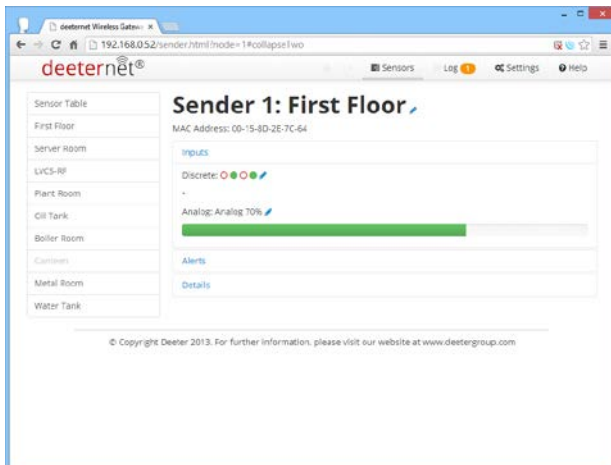 deeternet Wireless Gatew
192.168.0.52/sender.html?node=1#collapseTwo
deeternet®
Sensors
Log 1
Settings
Help
Sensor Table
First Floor
Server Room
LVCS-RF
Plant Room
Oil Tank
Boiler Room
Canteen
Metal Room
Water Tank
Sender 1: First Floor
MAC Address: 00-15-8D-2E-7C-64
Inputs
Discrete:
-
Analog: Analog 70%
Alerts
Details
© Copyright Deeter 2013. For further information, please visit our website at www.deetergroup.com